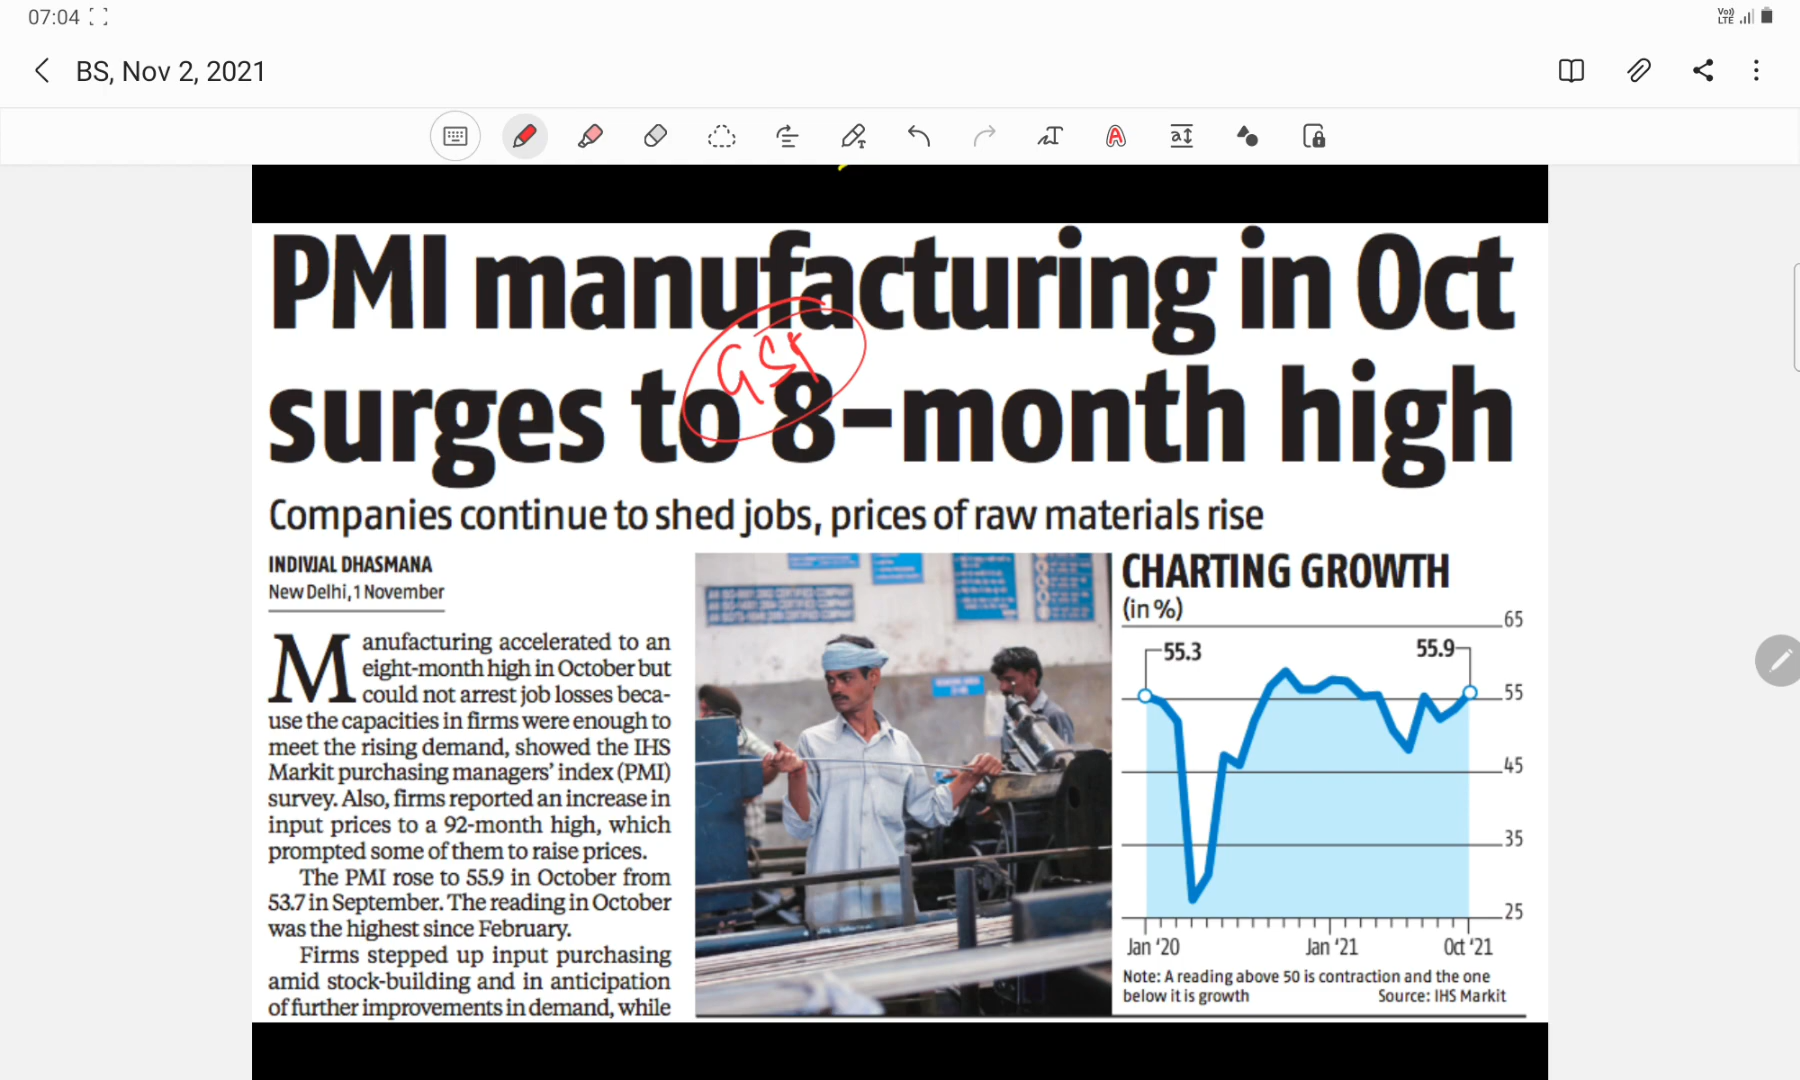 07:04
Vo)) LTE
BS, Nov 2, 2021
PMI manufacturing in Oct
surges to 8-month high
GST
Companies continue to shed jobs, prices of raw materials rise
INDIVJAL DHASMANA
New Delhi, 1 November
Manufacturing accelerated to an
eight-month high in October but
could not arrest job losses beca-
use the capacities in firms were enough to
meet the rising demand, showed the IHS
Markit purchasing managers' index (PMI)
survey. Also, firms reported an increase in
input prices to a 92-month high, which
prompted some of them to raise prices.
The PMI rose to 55.9 in October from
53.7 in September. The reading in October
was the highest since February.
Firms stepped up input purchasing
amid stock-building and in anticipation
of further improvements in demand, while
CHARTING GROWTH
(in %)
65
55.3
55.9
55
45
35
25
Jan '20
Jan '21
Oct '21
Note: A reading above 50 is contraction and the one
below it is growth
Source: IHS Markit